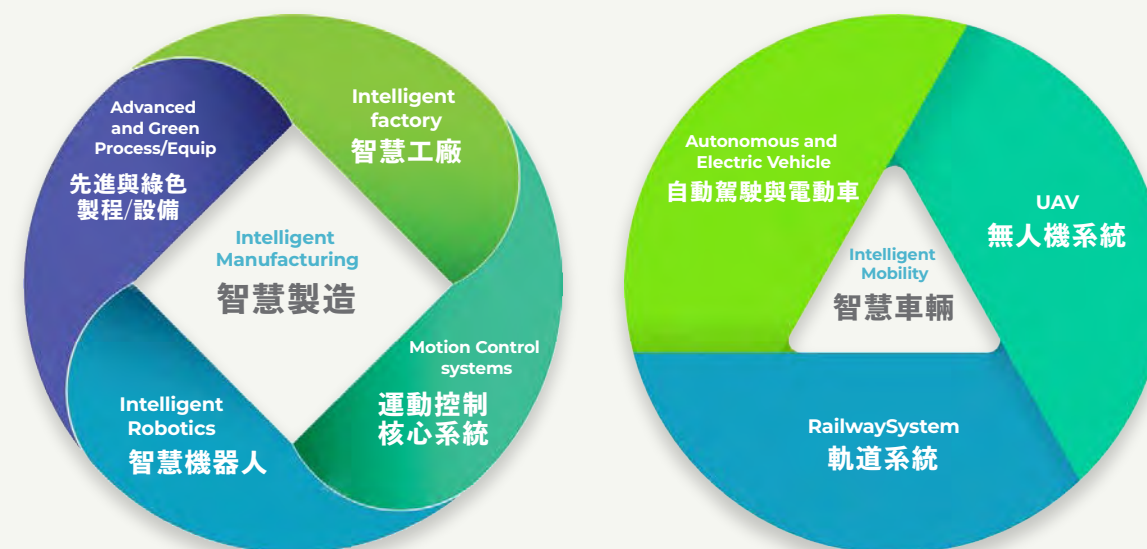 Advanced
and Green
Process/Equip
先進與綠色
製程/設備
Intelligent
factory
智慧工廠
Intelligent
Manufacturing
智慧製造
Motion Control
systems
運動控制
核心系統
Intelligent
Robotics
智慧機器人
Autonomous and
Electric Vehicle
自動駕駛與電動車
UAV
無人機系統
Intelligent
Mobility
智慧車輛
RailwaySystem
軌道系統